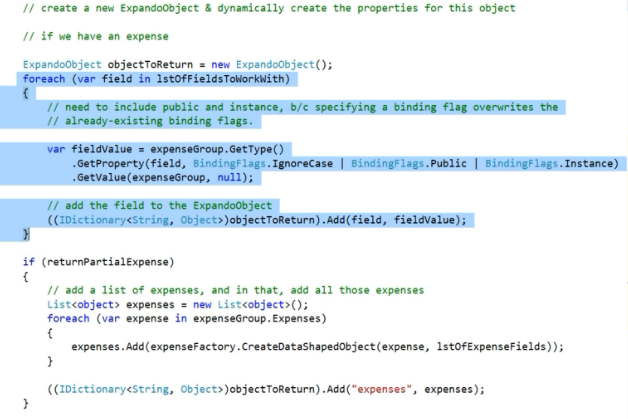 // create a new ExpandoObject & dynamically create the properties for this object
// if we have an expense
ExpandoObject objectToReturn = new ExpandoObject();
foreach (var field in lstOfFieldsToWorkWith)
{
// need to include public and instance, b/c specifying a binding flag overwrites the
// already-existing binding flags.
var fieldValue = expenseGroup.GetType()
.GetProperty(field, BindingFlags.IgnoreCase | BindingFlags.Public | BindingFlags.Instance)
.GetValue(expenseGroup, null);
// add the field to the ExpandoObject
((IDictionary<String, Object>)objectToReturn).Add(field, fieldValue);
}
if (returnPartialExpense)
{
// add a list of expenses, and in that, add all those expenses
List<object> expenses = new List<object>();
foreach (var expense in expenseGroup.Expenses)
{
expenses.Add(expenseFactory.CreateDataShapedObject(expense, lstOfExpenseFields));
}
((IDictionary<String, Object>)objectToReturn).Add("expenses", expenses);
}